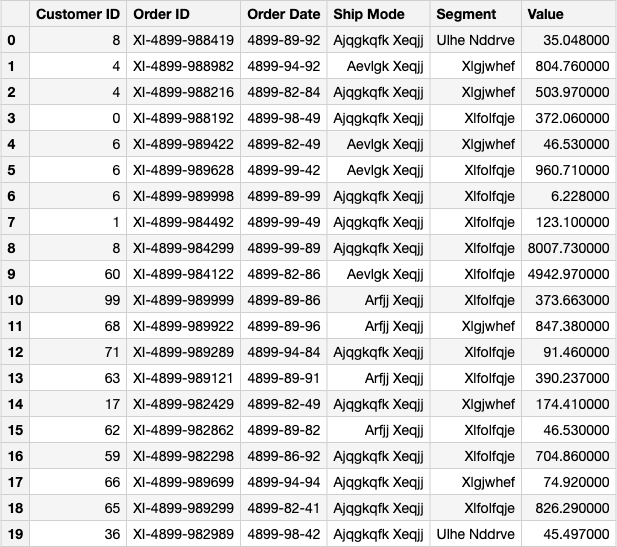 Customer ID Order ID Order Date Ship Mode Segment Value
0 8 XI-4899-988419 4899-89-92 Ajqgkqfk Xeqjj Ulhe Nddrve 35.048000
1 4 XI-4899-988982 4899-94-92 Aevlgk Xeqjj Xlgjwhef 804.760000
2 4 XI-4899-988216 4899-82-84 Ajqgkqfk Xeqjj Xlgjwhef 503.970000
3 0 XI-4899-988192 4899-98-49 Ajqgkqfk Xeqjj Xlfolfqje 372.060000
4 6 XI-4899-989422 4899-82-49 Aevlgk Xeqjj Xlgjwhef 46.530000
5 6 XI-4899-989628 4899-99-42 Aevlgk Xeqjj Xlfolfqje 960.710000
6 6 XI-4899-989998 4899-89-99 Ajqgkqfk Xeqjj Xlfolfqje 6.228000
7 1 XI-4899-984492 4899-99-49 Ajqgkqfk Xeqjj Xlfolfqje 123.100000
8 8 XI-4899-984299 4899-99-89 Ajqgkqfk Xeqjj Xlfolfqje 8007.730000
9 60 XI-4899-984122 4899-82-86 Aevlgk Xeqjj Xlfolfqje 4942.970000
10 99 XI-4899-989999 4899-89-86 Arfjj Xeqjj Xlfolfqje 373.663000
11 68 XI-4899-989922 4899-89-96 Arfjj Xeqjj Xlgjwhef 847.380000
12 71 XI-4899-989289 4899-94-84 Ajqgkqfk Xeqjj Xlfolfqje 91.460000
13 63 XI-4899-989121 4899-89-91 Arfjj Xeqjj Xlfolfqje 390.237000
14 17 XI-4899-982429 4899-82-49 Ajqgkqfk Xeqjj Xlgjwhef 174.410000
15 62 XI-4899-982862 4899-89-82 Arfjj Xeqjj Xlfolfqje 46.530000
16 59 XI-4899-982298 4899-86-92 Ajqgkqfk Xeqjj Xlfolfqje 704.860000
17 66 XI-4899-989699 4899-94-94 Ajqgkqfk Xeqjj Xlgjwhef 74.920000
18 65 XI-4899-989299 4899-82-41 Ajqgkqfk Xeqjj Xlfolfqje 826.290000
19 36 XI-4899-982989 4899-98-42 Ajqgkqfk Xeqjj Ulhe Nddrve 45.497000